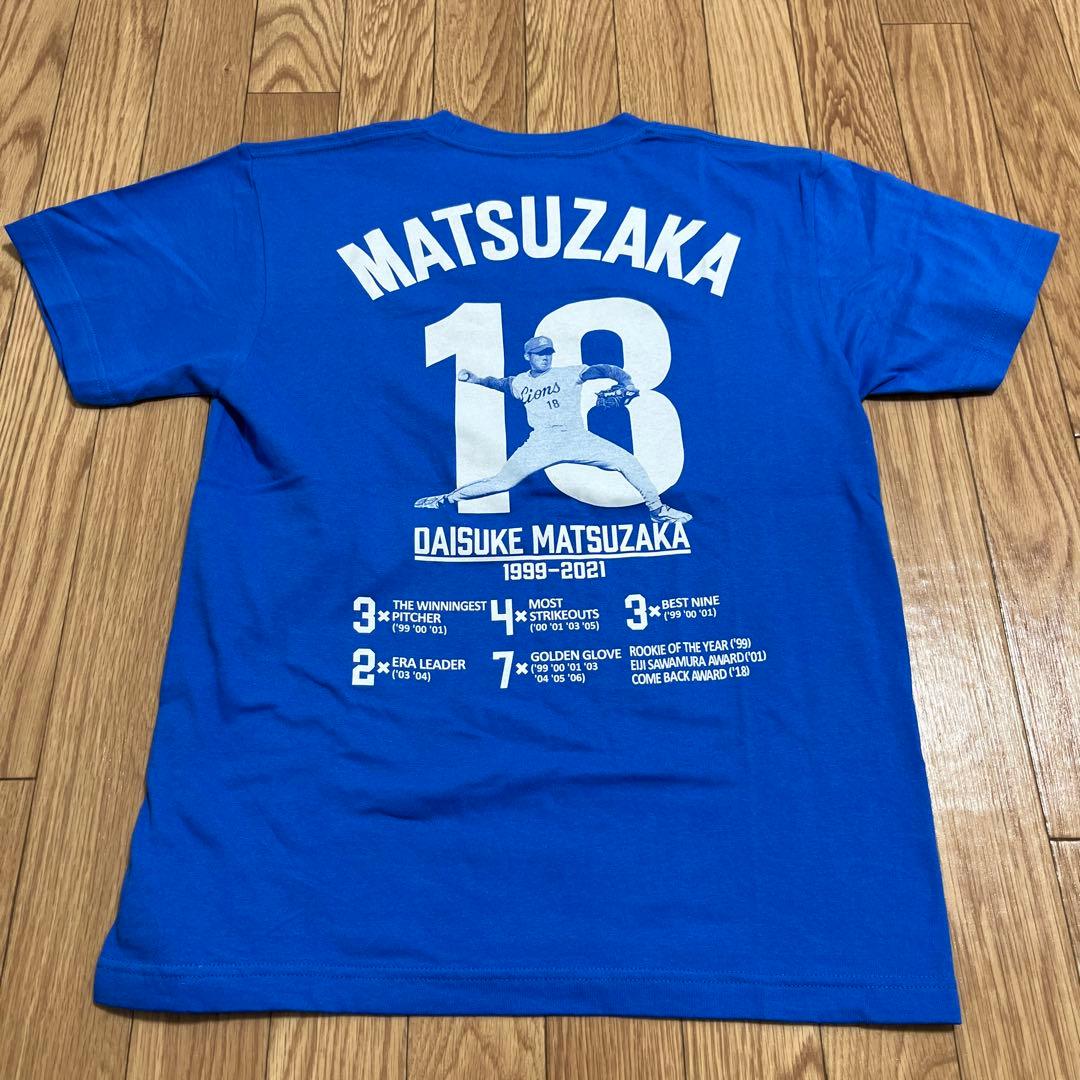 MATSUZAKA
18
Lions
18
DAISUKE MATSUZAKA
1999-2021
3× THE WINNINGEST
PITCHER
('99 '00 '01)
4× MOST
STRIKEOUTS
('00 '01 '03 '05)
3× BEST NINE
('99 '00 '01)
2× ERA LEADER
('03 '04)
7× GOLDEN GLOVE
('99 '00 '01 '03
'04 '05 '06)
ROOKIE OF THE YEAR ('99)
EIJI SAWAMURA AWARD('01)
COME BACK AWARD ('18)